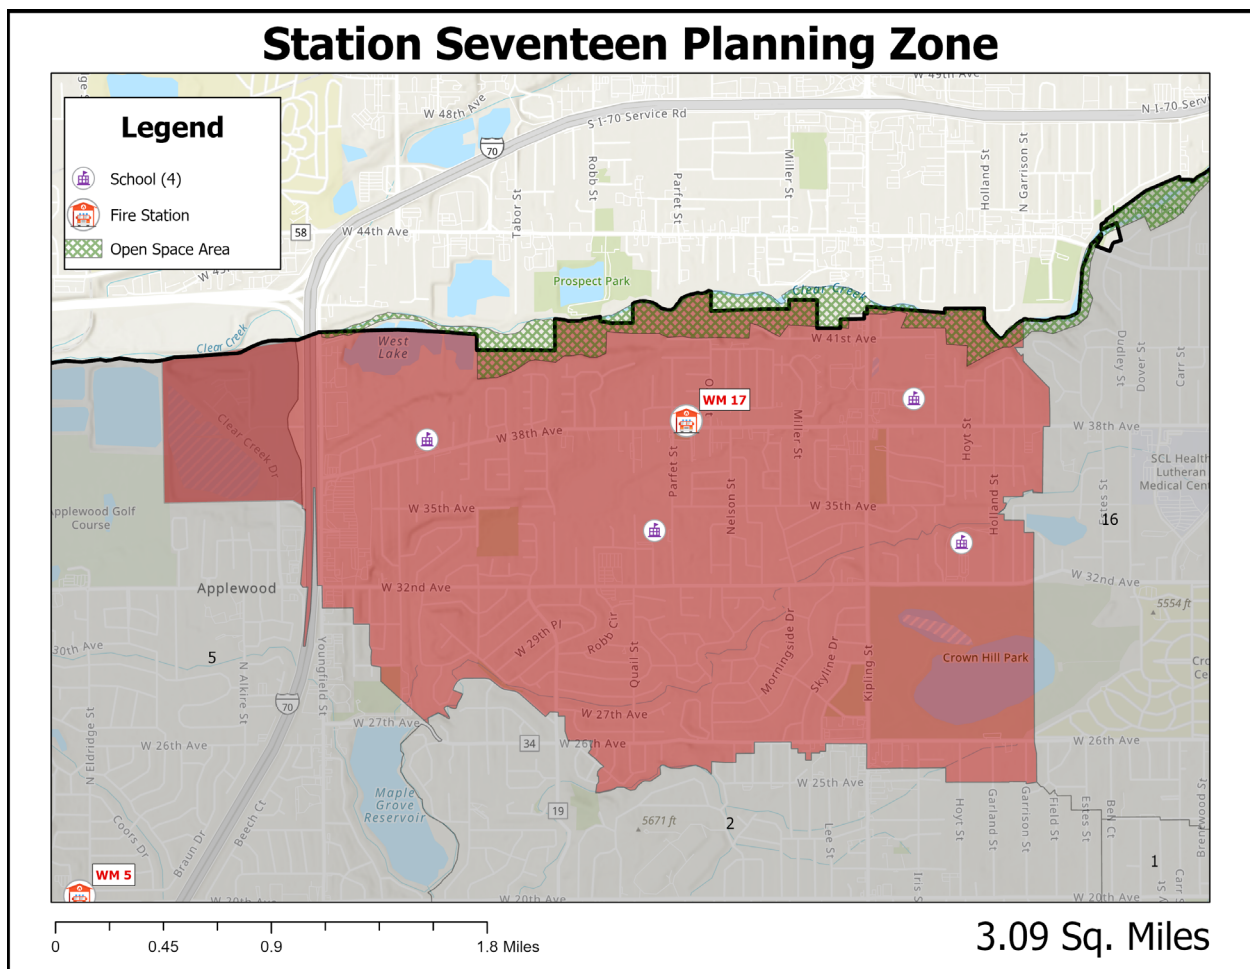 Station Seventeen Planning Zone
Legend
School (4)
Fire Station
Open Space Area
W 49th Ave
N I-70 Serv
S I-70 Service Rd
W 48th Ave
70
58
W 44th Ave
Tabor St
Robb St
Parfet St
Miller St
Holland St
N Garrison St
Prospect Park
Clear Creek
Clear Creek
West
Lake
W 41st Ave
Dudley St
Dover St
Carr St
WM 17
W 38th Ave
W 38th Ave
Clear Creek Dr
Parfet St
Nelson St
Miller St
Hoyt St
Holland St
SCL Health
Lutheran
Medical Cent
Applewood Golf
Course
W 35th Ave
W 35th Ave
Estes St
16
W 32nd Ave
W 32nd Ave
Applewood
5554 ft
W 29th Pl
Robb Cir
Quail St
Morningside Dr
Skyline Dr
Kipling St
Crown Hill Park
Cro
Ce
30th Ave
5
N Alkire St
Youngfield St
70
W 27th Ave
W 27th Ave
N Eldridge St
W 26th Ave
34
W 26th Ave
W 26th Ave
W 25th Ave
Maple
Grove
Reservoir
19
5671 ft
2
Lee St
Iris S
Hoyt St
Garland St
Garrison St
Field St
Estes St
Bell Ct
Brentwood St
1
Coors Dr
Braun Dr
Beech Ct
WM 5
W 20th Ave
W 20th Ave
W 20th Ave
Carr S
0
0.45
0.9
1.8 Miles
3.09 Sq. Miles